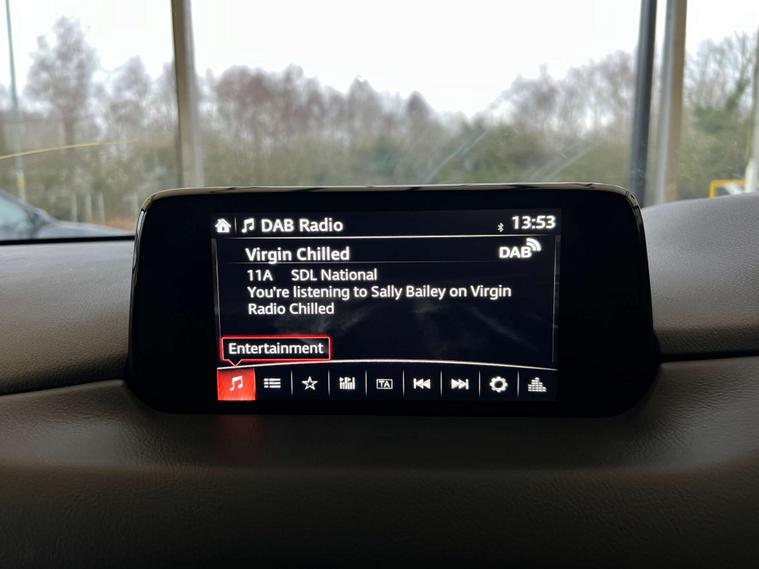 DAB Radio 13:53
Virgin Chilled DAB
11A SDL National
You're listening to Sally Bailey on Virgin
Radio Chilled
Entertainment
TA